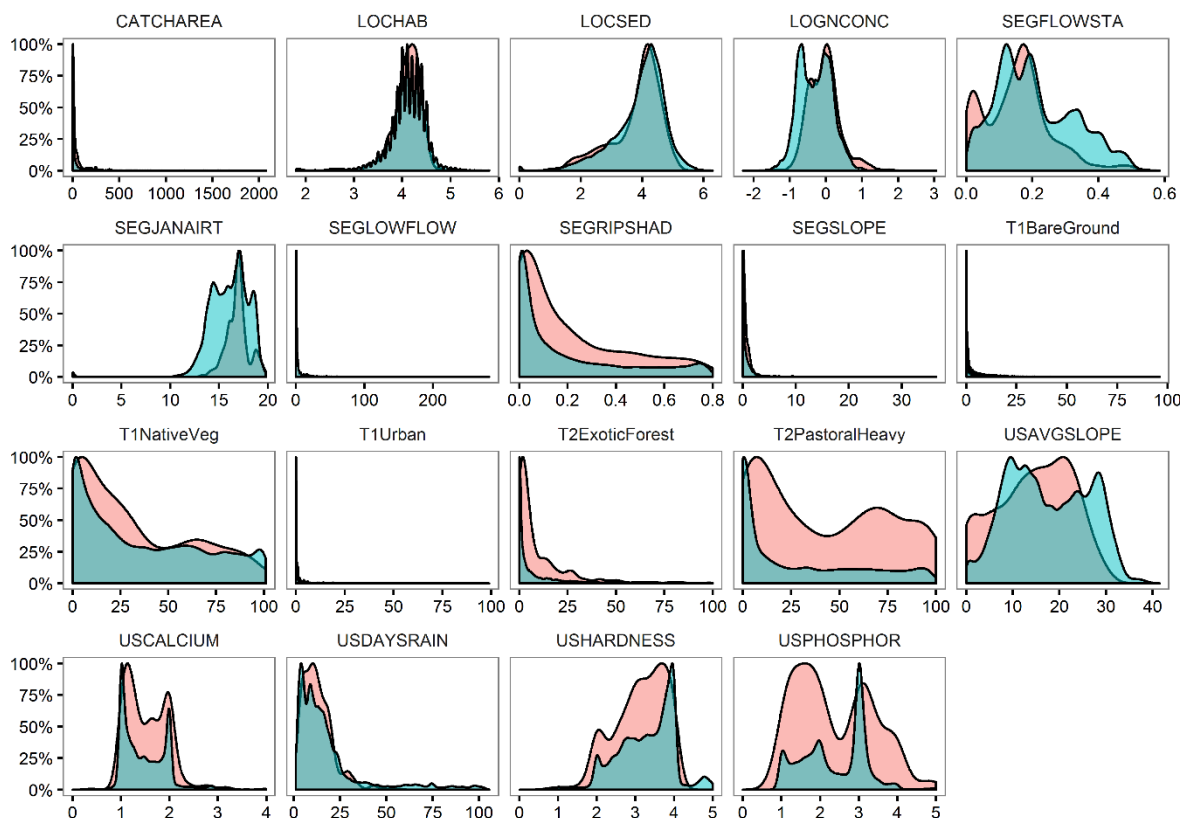 CATCHAREA LOCHAB LOCSED LOGNCONC SEGFLOWSTA
100%
75%
50%
25%
0%
0 500 1000 1500 2000 2 3 4 5 6 2 4 6 -2 -1 0 1 2 3 0.0 0.2 0.4 0.6
SEGJANAIRT SEGLOWFLOW SEGRIPSHAD SEGSLOPE T1BareGround
100%
75%
50%
25%
0%
0 5 10 15 20 0 100 200 0.0 0.2 0.4 0.6 0.8 0 10 20 30 0 25 50 75 100
T1NativeVeg T1Urban T2ExoticForest T2PastoralHeavy USAVGSLOPE
100%
75%
50%
25%
0%
0 25 50 75 100 0 25 50 75 100 0 25 50 75 100 0 25 50 75 100 0 10 20 30 40
USCALCIUM USDAYSRAIN USHARDNESS USPHOSPHOR
100%
75%
50%
25%
0%
0 1 2 3 4 0 25 50 75 100 0 1 2 3 4 5 0 1 2 3 4 5